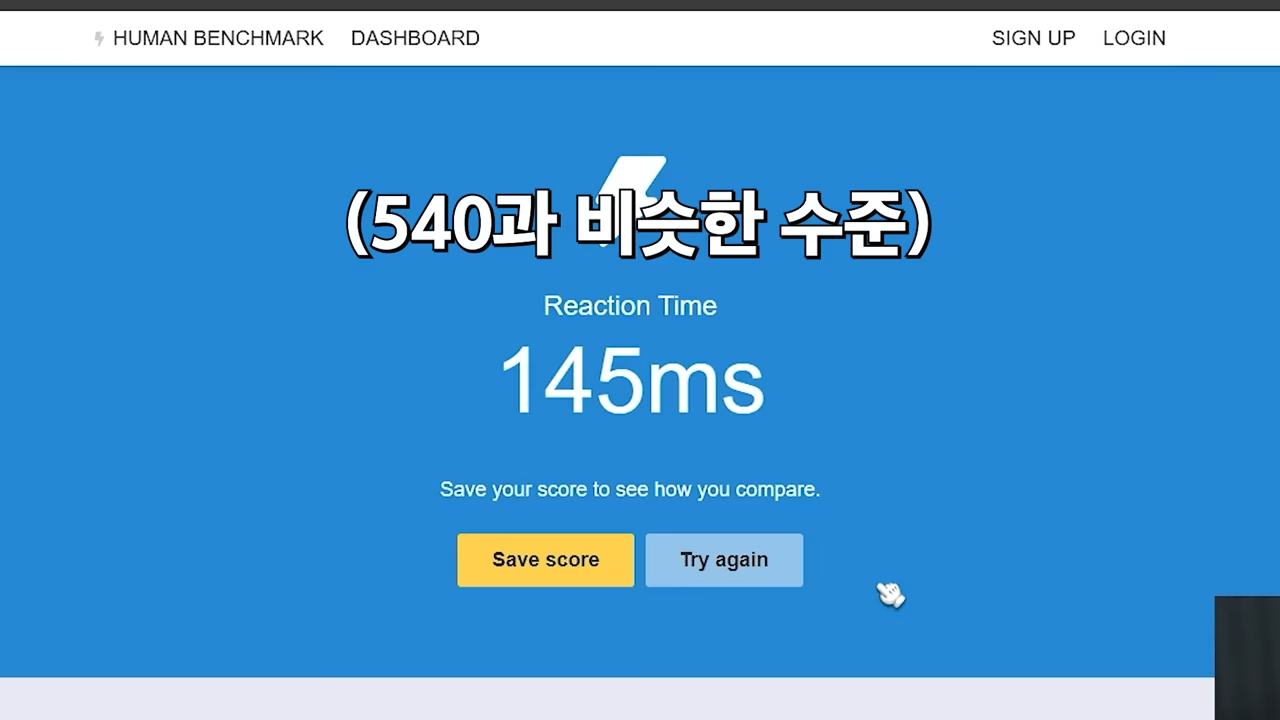 HUMAN BENCHMARK DASHBOARD SIGN UP LOGIN
(540과 비슷한 수준)
Reaction Time
145ms
Save your score to see how you compare.
Save score Try again